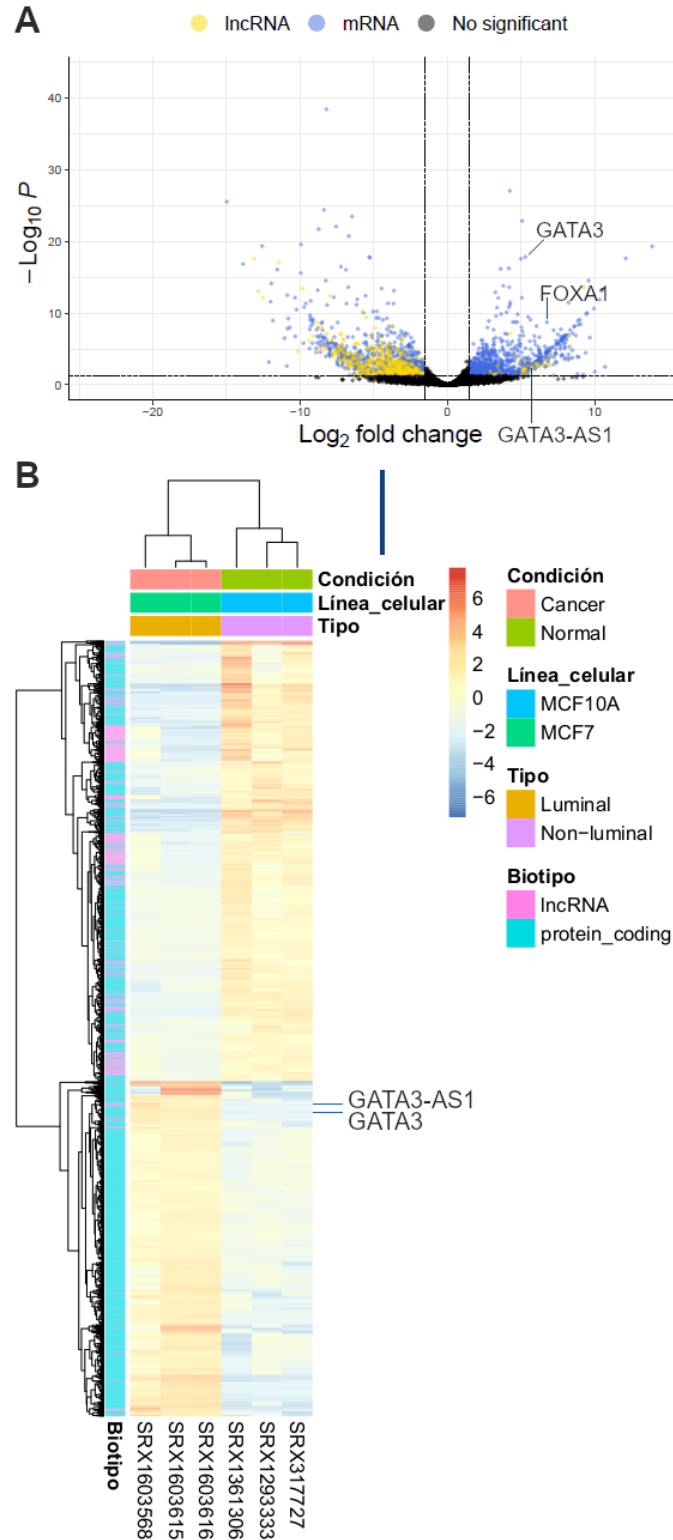 A
lncRNA mRNA No significant
40
30
20
10
0
−Log10 P
GATA3
FOXA1
−20 −10 0 10
Log2 fold change
GATA3-AS1
B
Condición
Línea_celular
Tipo
6
4
2
0
−2
−4
−6
Condición
Cancer
Normal
Línea_celular
MCF10A
MCF7
Tipo
Luminal
Non−luminal
Biotipo
lncRNA
protein_coding
GATA3-AS1
GATA3
Biotipo
SRX1603568
SRX1603615
SRX1603616
SRX1361306
SRX1293333
SRX317727